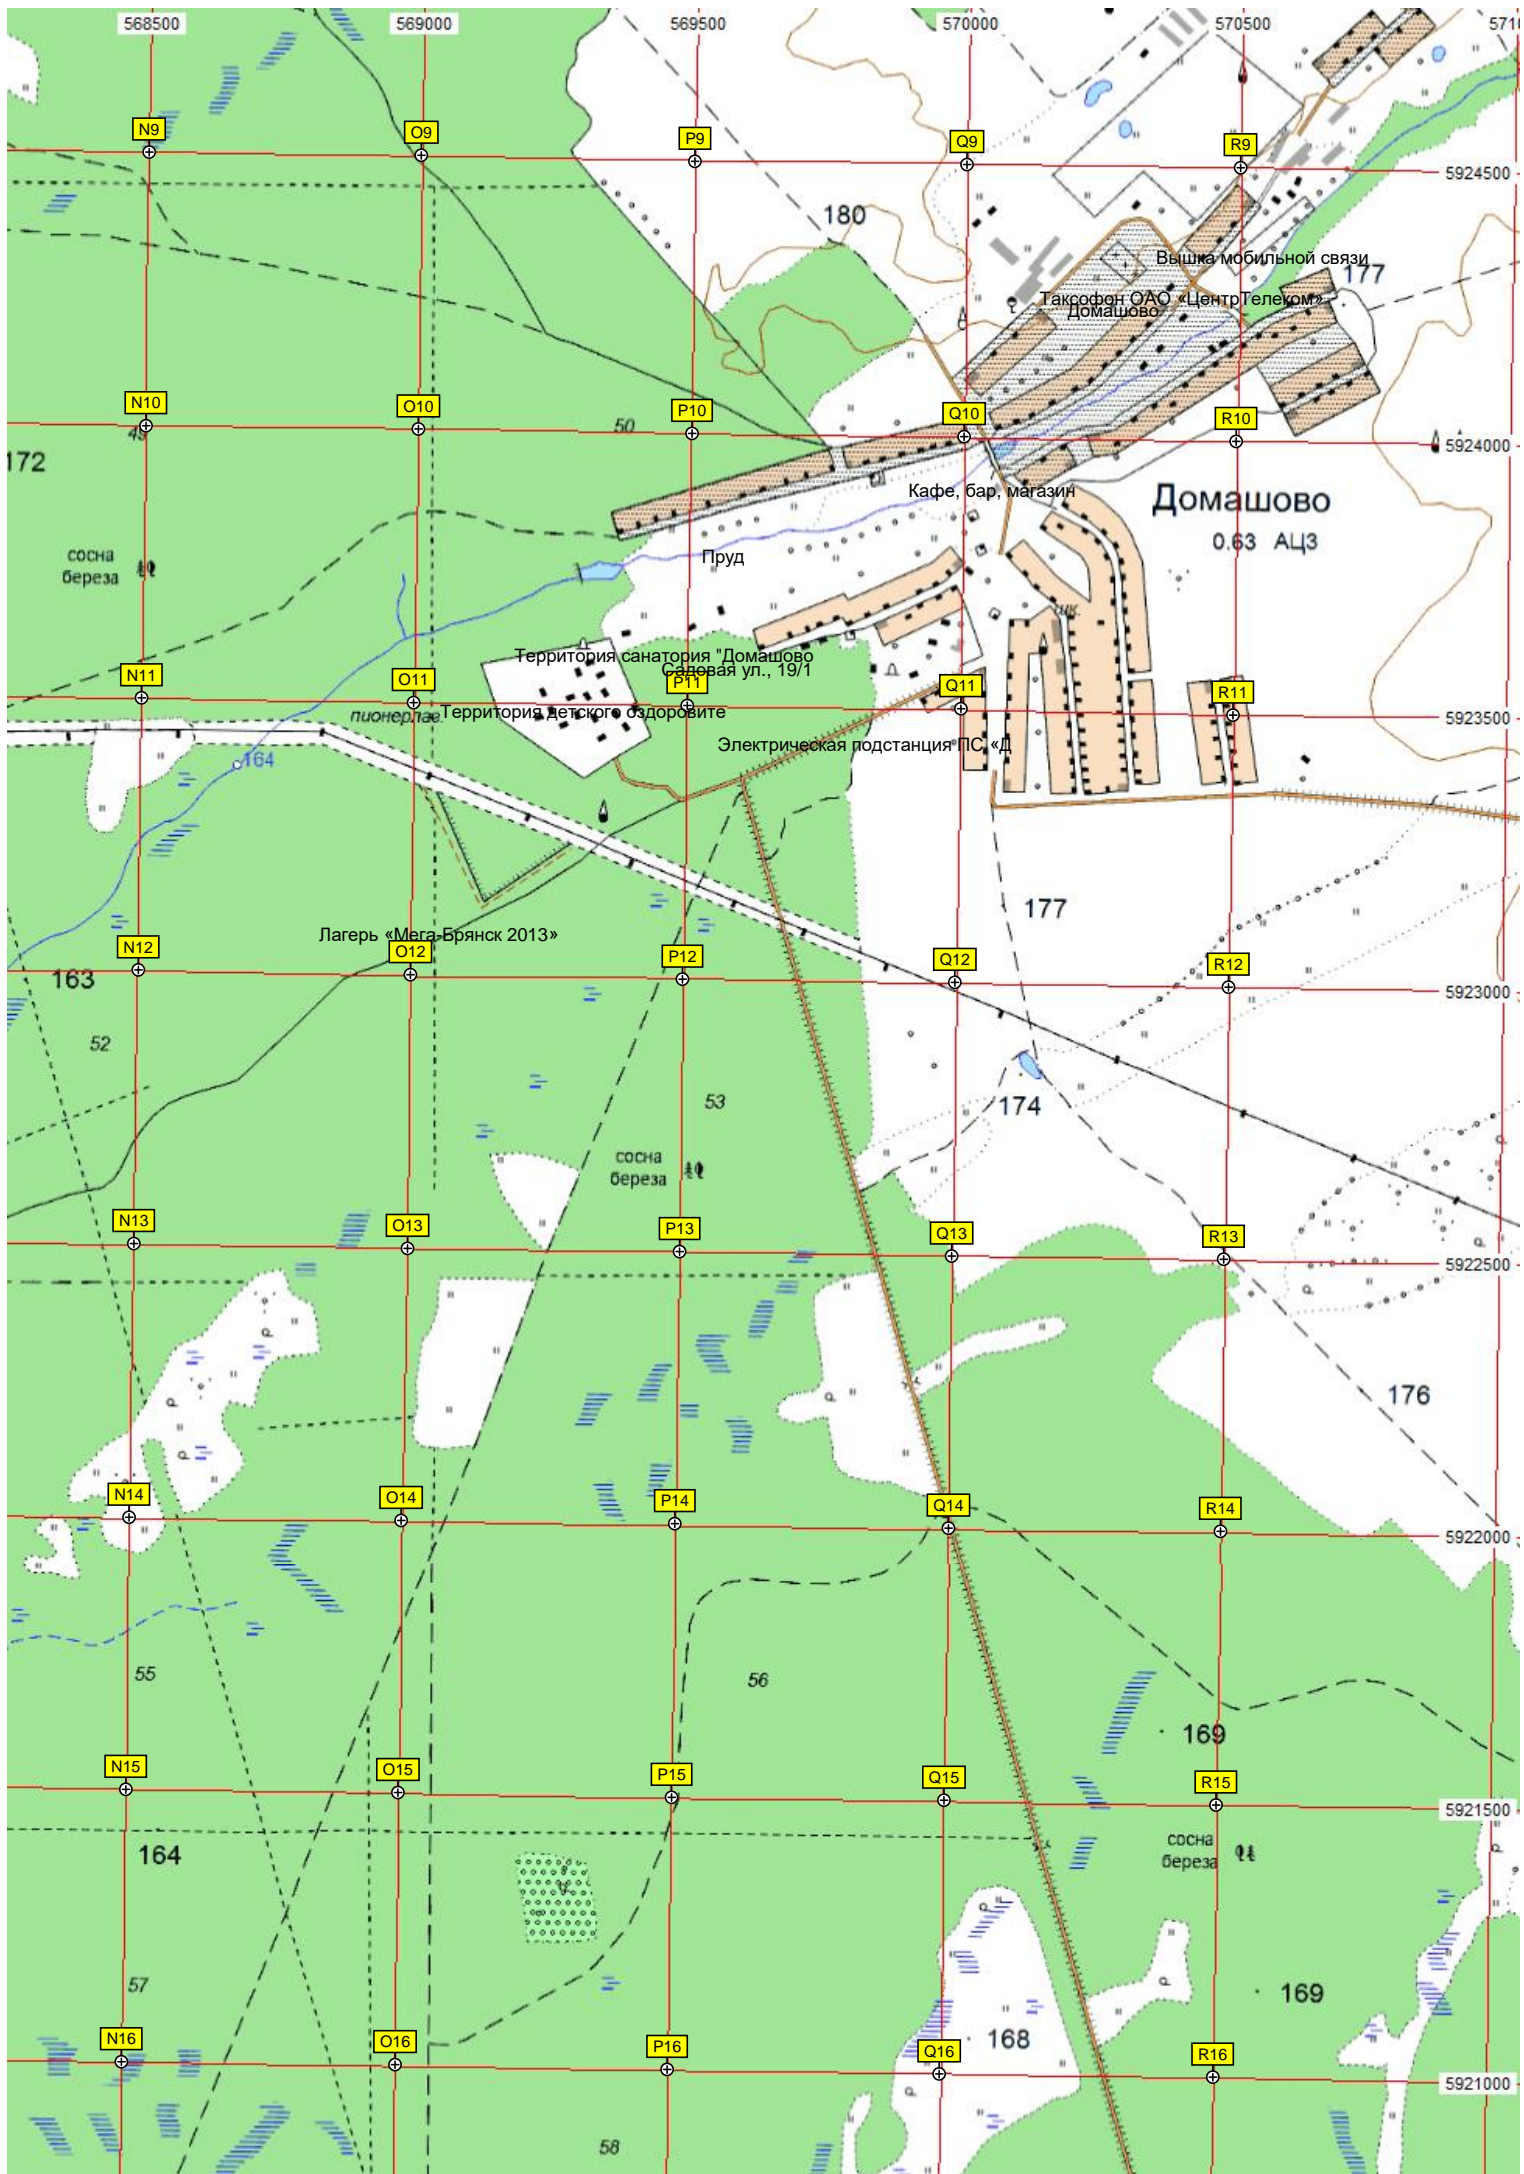 568500 569000 569500 570000 570500
N9 O9 P9 Q9 R9
5924500
180
Вышка мобильной связи
177
Таксофон ОАО «ЦентрТелеком»
Домашово
N10 O10 P10 Q10 R10
50
5924000
172
Кафе, бар, магазин
Домашово
0.63 АЦЗ
сосна
береза
Пруд
шк.
Территория санатория "Домашово
Садовая ул., 19/1
N11 O11 P11 Q11 R11
пионерлаг.
Территория детского оздоровите
5923500
Электрическая подстанция ПС «Д
164
177
Лагерь «Мега-Брянск 2013»
N12 O12 P12 Q12 R12
163
5923000
52
53
174
сосна
береза
N13 O13 P13 Q13 R13
5922500
176
N14 O14 P14 Q14 R14
5922000
55
56
169
N15 O15 P15 Q15 R15
5921500
164
сосна
береза
57
169
168
N16 O16 P16 Q16 R16
5921000
58